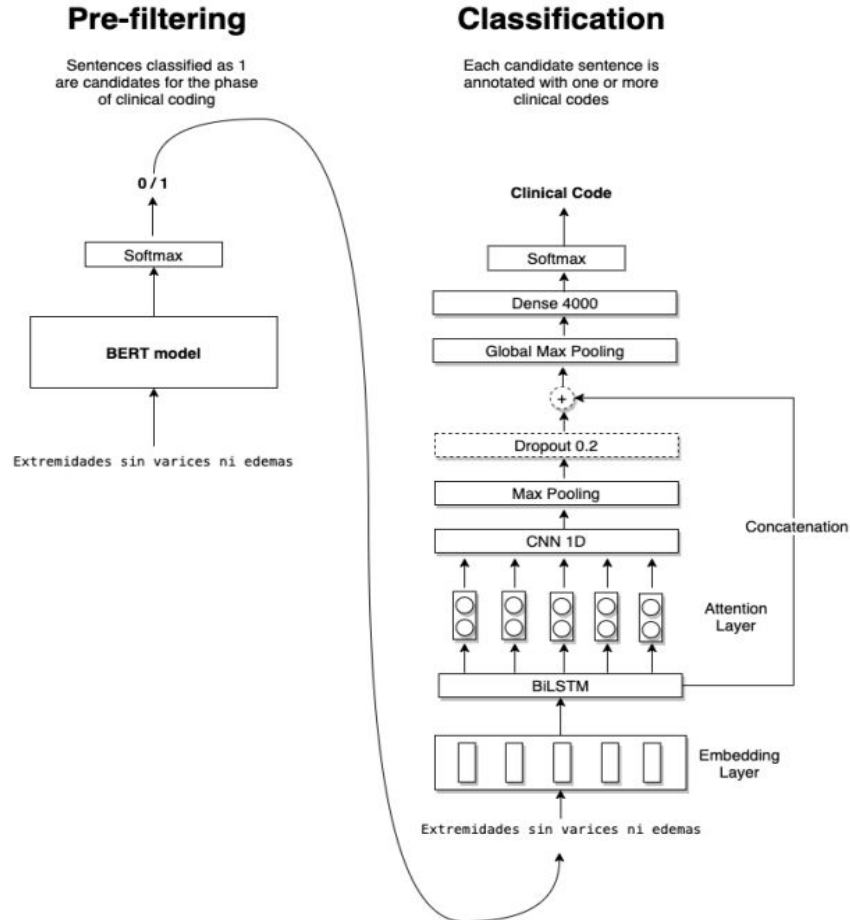 Pre-filtering
Sentences classified as 1
are candidates for the phase
of clinical coding
0 / 1
Softmax
BERT model
Extremidades sin varices ni edemas
Classification
Each candidate sentence is
annotated with one or more
clinical codes
Clinical Code
Softmax
Dense 4000
Global Max Pooling
+
Dropout 0.2
Max Pooling
Concatenation
CNN 1D
Attention
Layer
BiLSTM
Embedding
Layer
Extremidades sin varices ni edemas